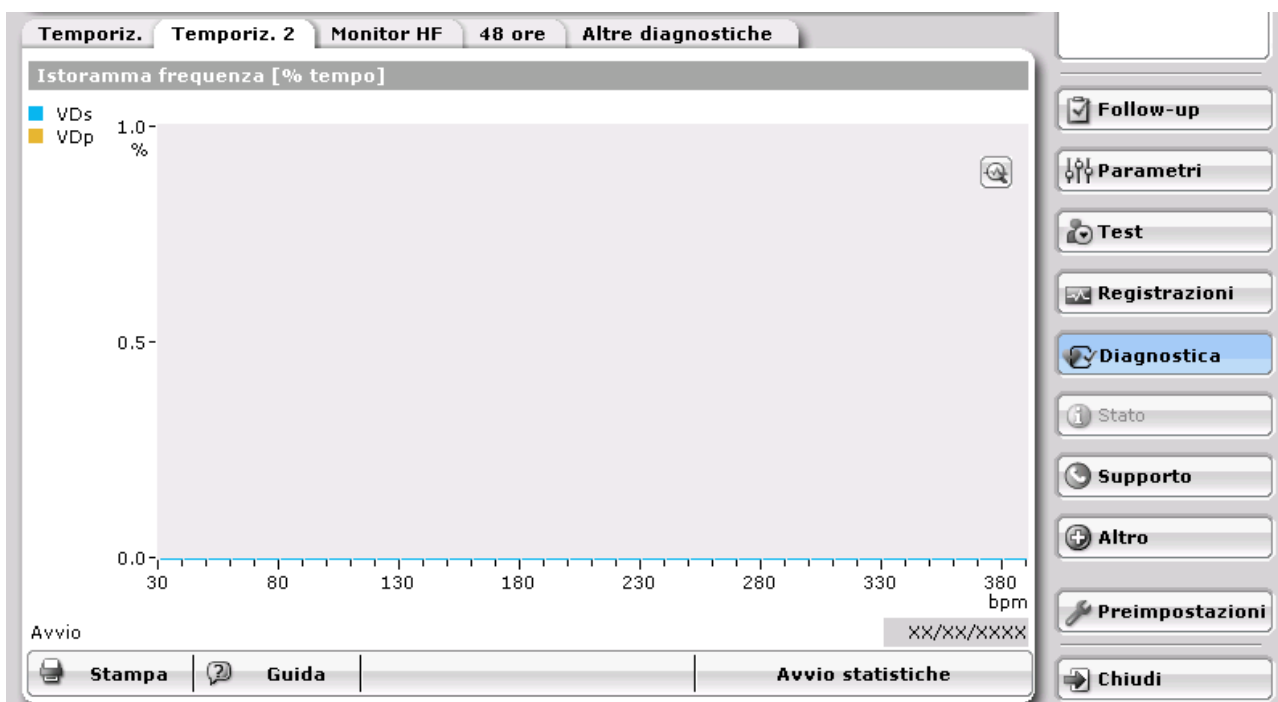 Temporiz. Temporiz. 2 Monitor HF 48 ore Altre diagnostiche
Istoramma frequenza [% tempo]
VDs
VDp
1.0
%
0.5
0.0
30 80 130 180 230 280 330 380
bpm
Avvio XX/XX/XXXX
Stampa Guida Avvio statistiche
Follow-up
Parametri
Test
Registrazioni
Diagnostica
Stato
Supporto
Altro
Preimpostazioni
Chiudi